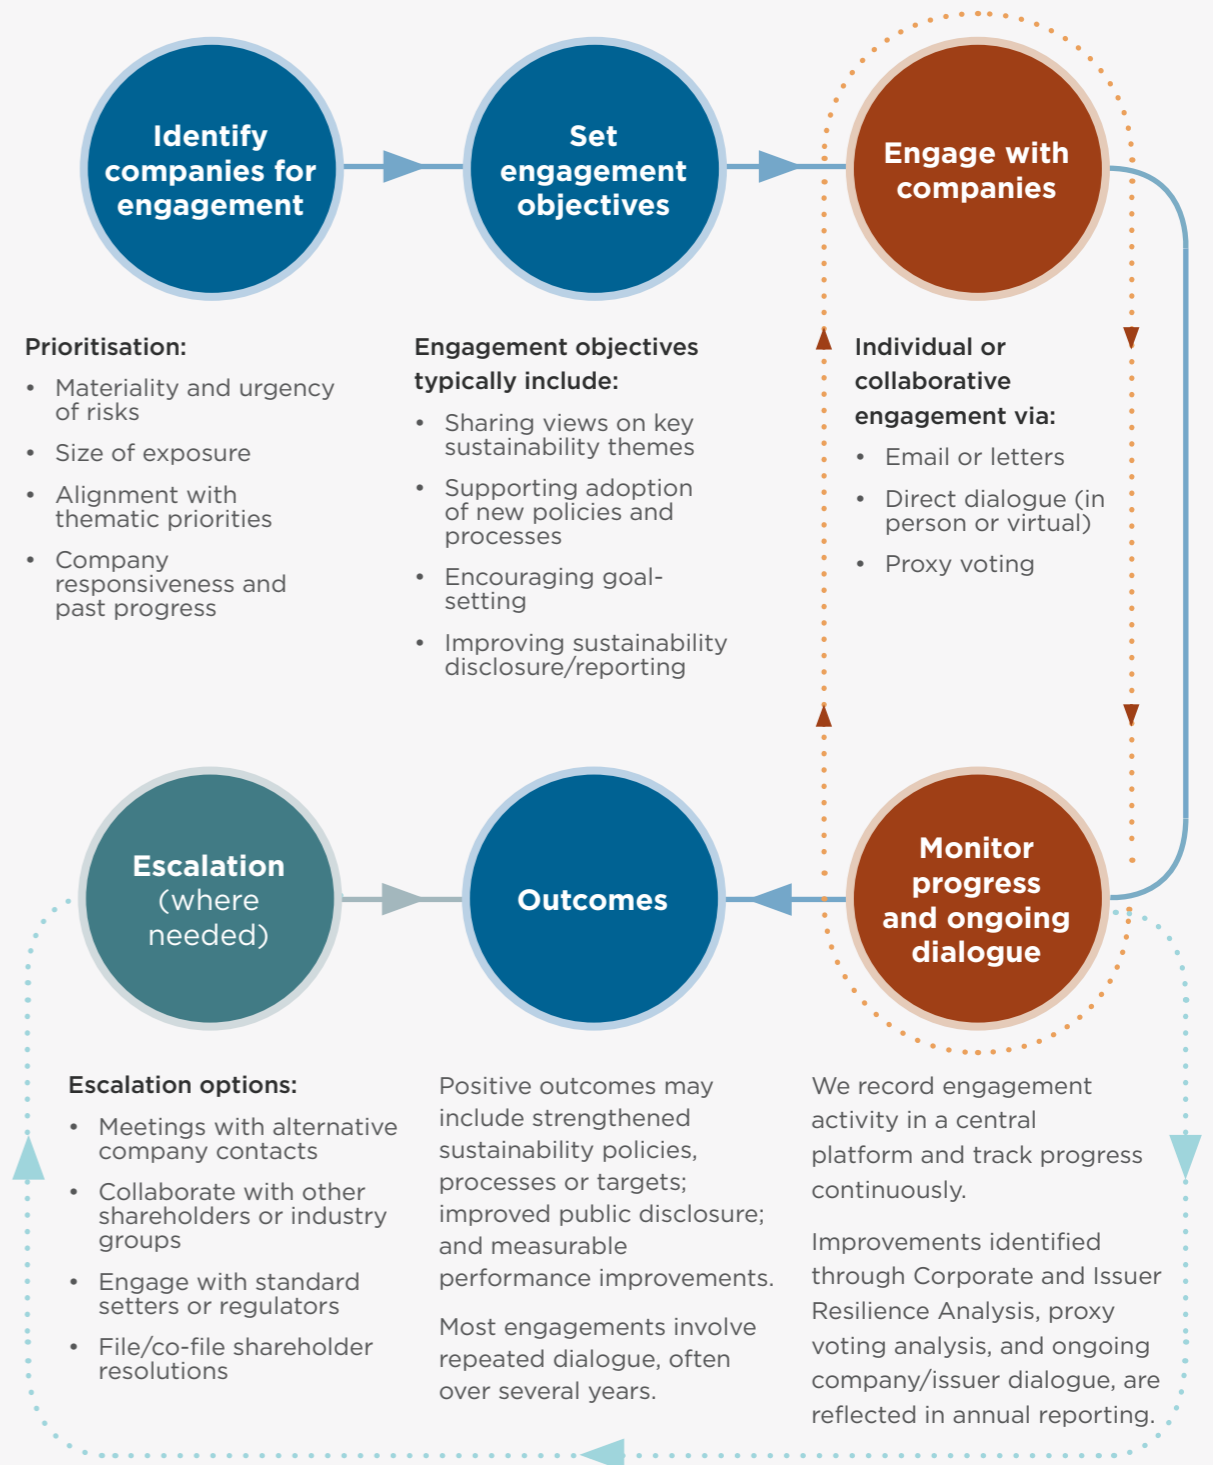 Identify
companies for
engagement
Set
engagement
objectives
Engage with
companies
Prioritisation:
• Materiality and urgency
of risks
• Size of exposure
• Alignment with
thematic priorities
• Company
responsiveness and
past progress
Engagement objectives
typically include:
• Sharing views on key
sustainability themes
• Supporting adoption
of new policies and
processes
• Encouraging goal-
setting
• Improving sustainability
disclosure/reporting
Individual or
collaborative
engagement via:
• Email or letters
• Direct dialogue (in
person or virtual)
• Proxy voting
Escalation
(where
needed)
Outcomes
Monitor
progress
and ongoing
dialogue
Escalation options:
• Meetings with alternative
company contacts
• Collaborate with other
shareholders or industry
groups
• Engage with standard
setters or regulators
• File/co-file shareholder
resolutions
Positive outcomes may
include strengthened
sustainability policies,
processes or targets;
improved public disclosure;
and measurable
performance improvements.
Most engagements involve
repeated dialogue, often
over several years.
We record engagement
activity in a central
platform and track progress
continuously.
Improvements identified
through Corporate and Issuer
Resilience Analysis, proxy
voting analysis, and ongoing
company/issuer dialogue, are
reflected in annual reporting.